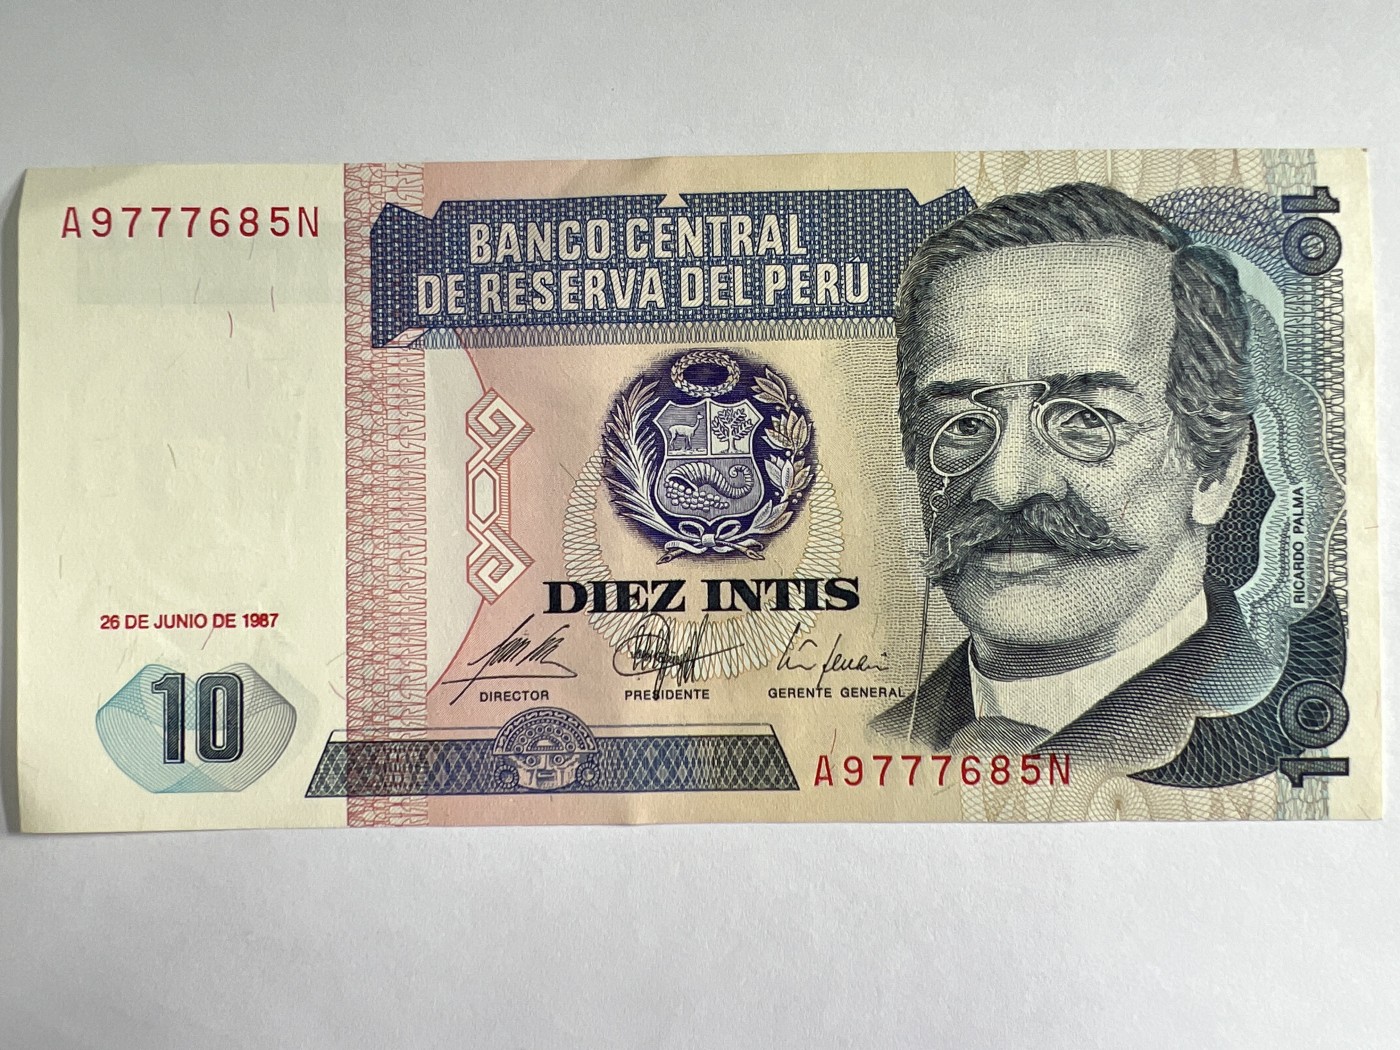 A9777685N
BANCO CENTRAL
DE RESERVA DEL PERÚ
10
DIEZ INTIS
RICARDO PALMA
26 DE JUNIO DE 1987
DIRECTOR
PRESIDENTE
GERENTE GENERAL
10
10
A9777685N